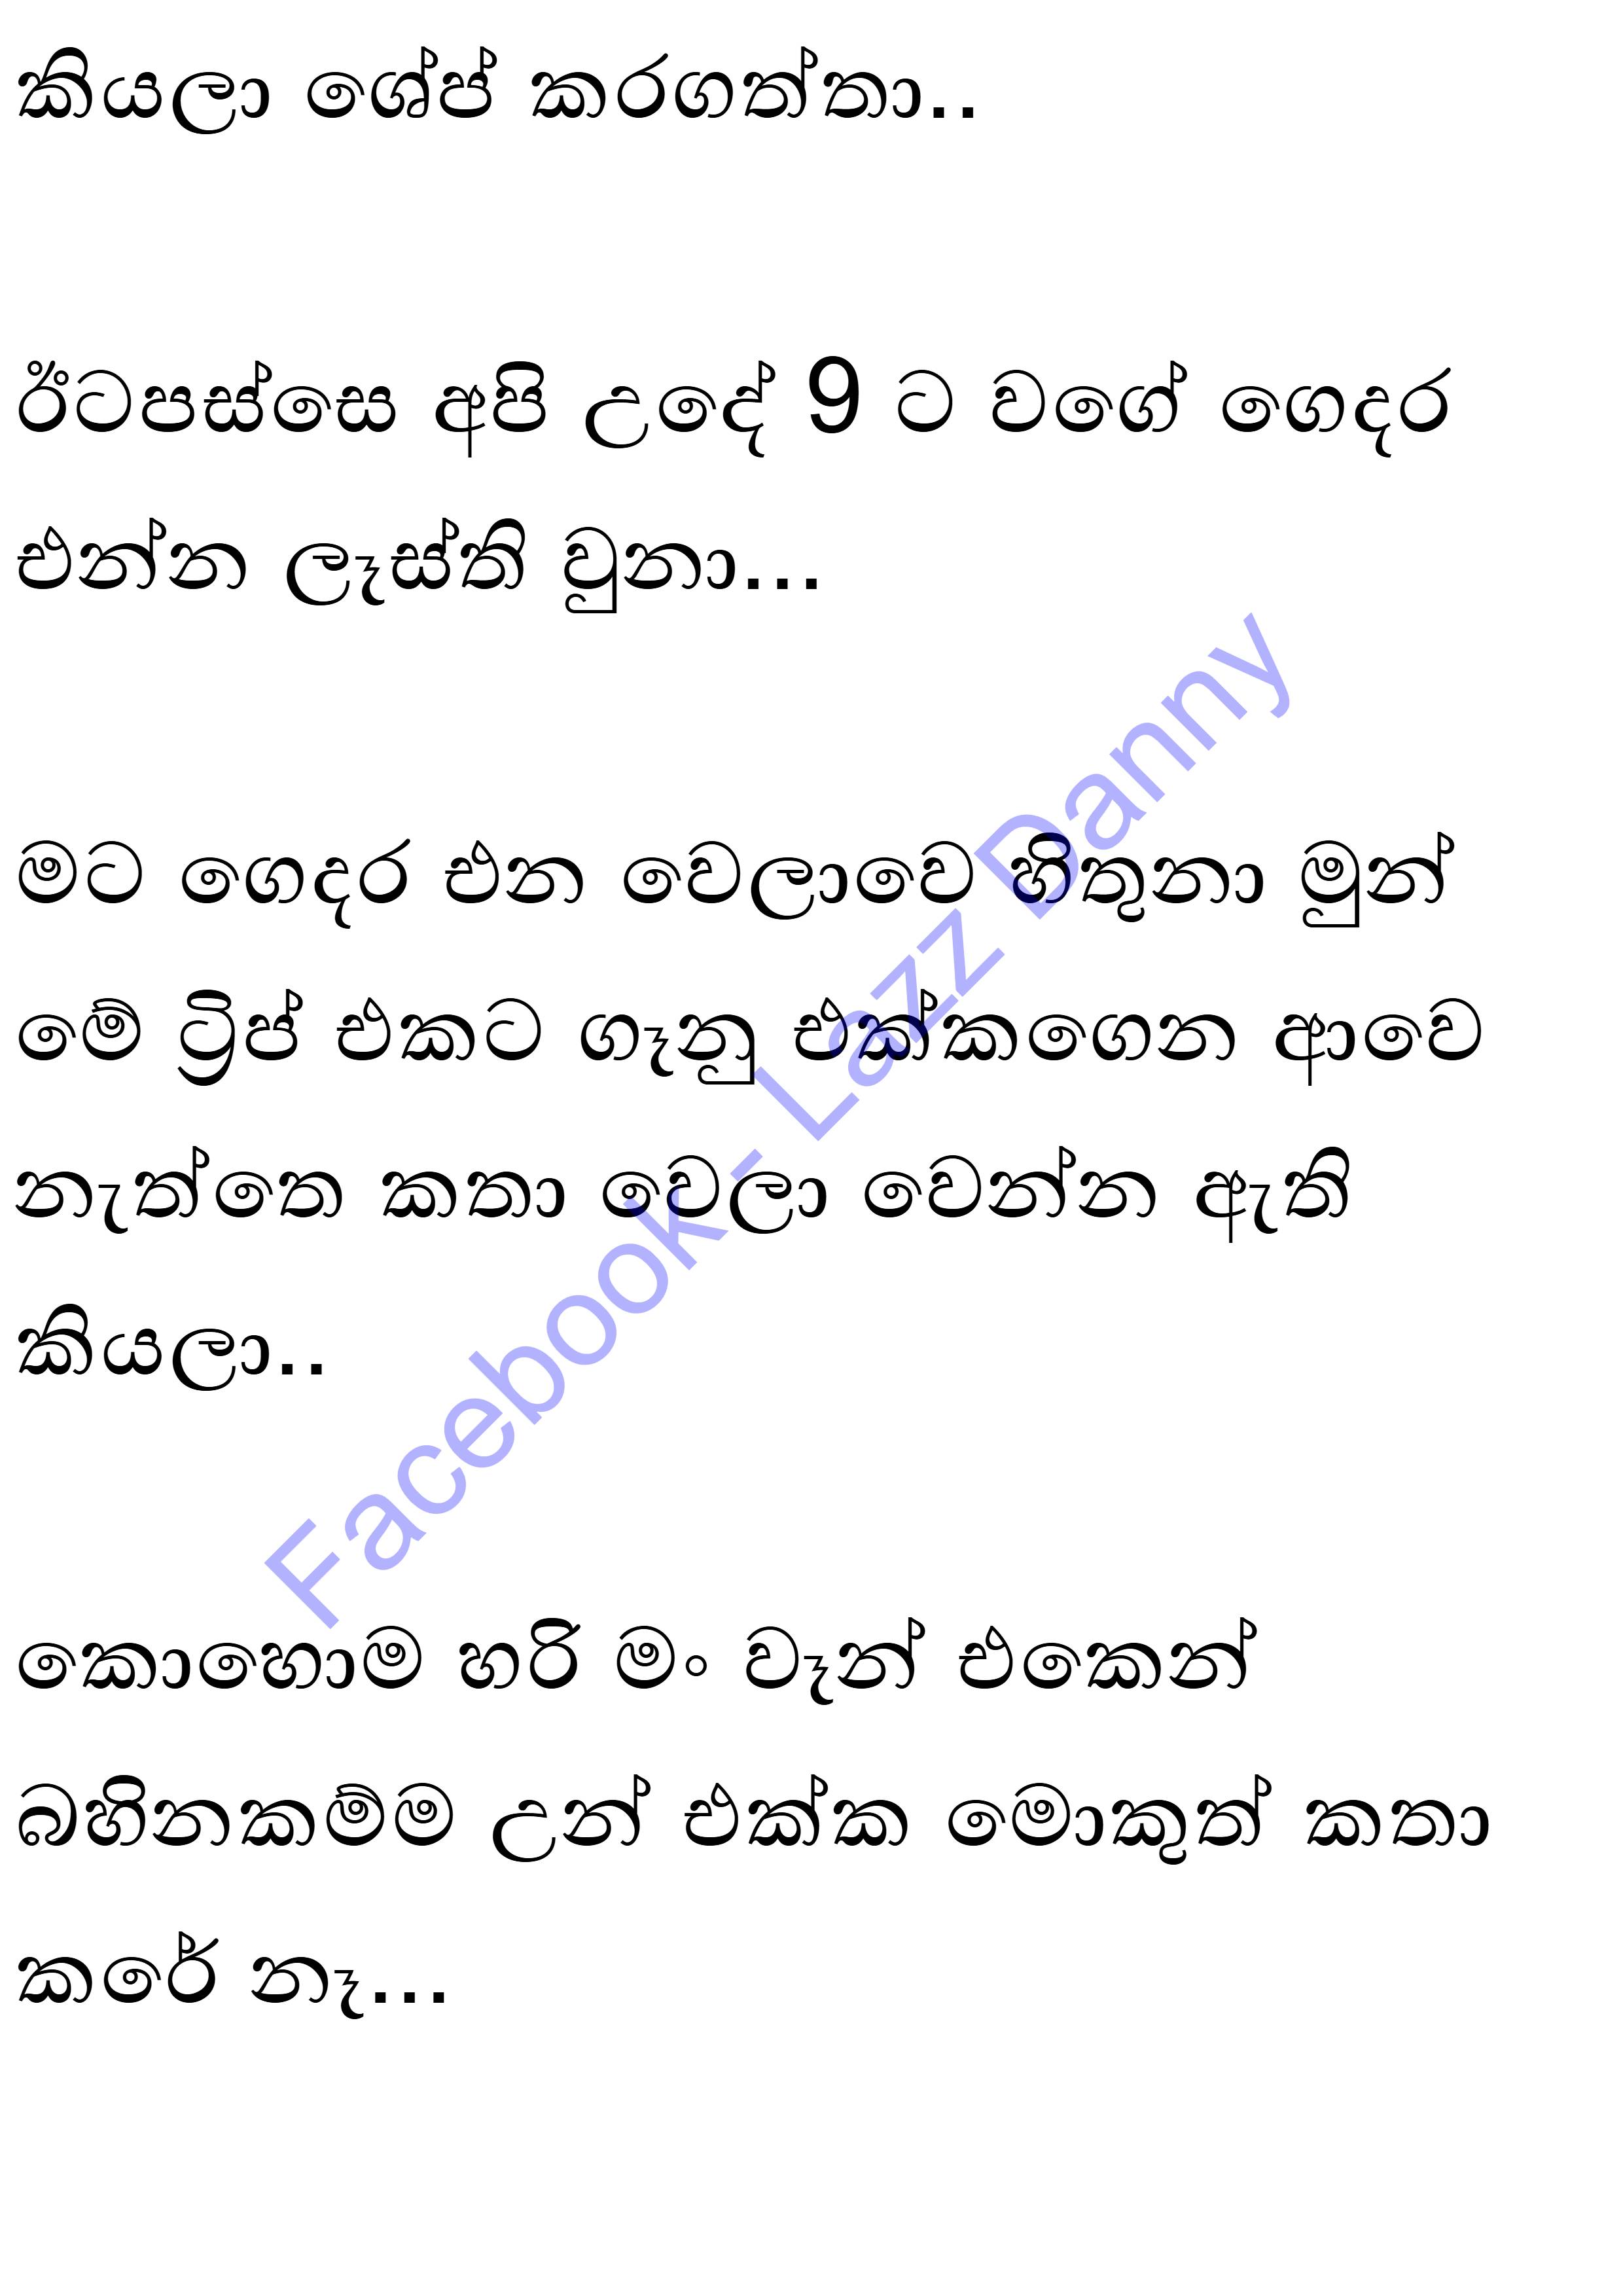 කියලා ශේප් කරගත්තා..
ඊටපස්සෙ අපි උදේ 9 ට වගේ ගෙදර
එන්න ලෑස්ති වුනා...
මට ගෙදර එන වෙලාවෙ හිතුනා මුන්
මේ ට්‍රිප් එකට ගෑනු එක්කගෙන ආවෙ
නැත්තෙ කතා වෙලා වෙන්න ඇති
කියලා..
කොහොම හරි මං වෑන් එකෙන්
බහිනකම්ම උන් එක්ක මොකුත් කතා
කරේ නෑ...
Facebook - Lazz Danny